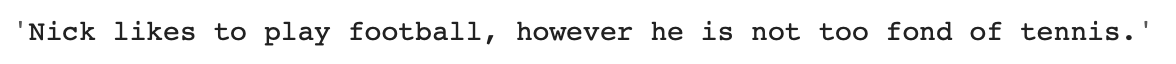 'Nick likes to play football, however he is not too fond of tennis.'